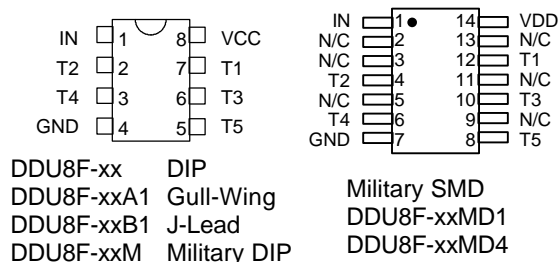 IN 1 8 VCC
T2 2 7 T1
T4 3 6 T3
GND 4 5 T5
DDU8F-xx DIP
DDU8F-xxA1 Gull-Wing
DDU8F-xxB1 J-Lead
DDU8F-xxM Military DIP
IN 1 14 VDD
N/C 2 13 N/C
N/C 3 12 T1
T2 4 11 N/C
N/C 5 10 T3
T4 6 9 N/C
GND 7 8 T5
Military SMD
DDU8F-xxMD1
DDU8F-xxMD4